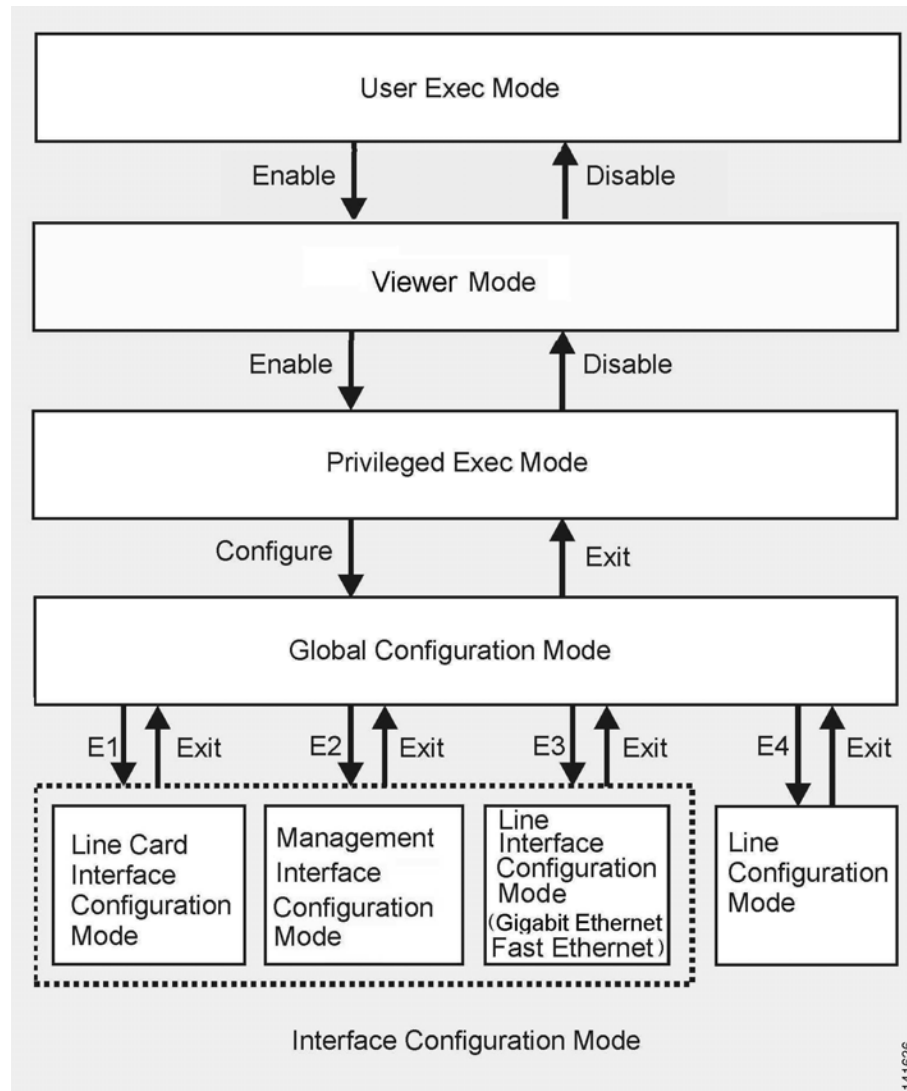 User Exec Mode
Enable
Disable
Viewer Mode
Enable
Disable
Privileged Exec Mode
Configure
Exit
Global Configuration Mode
E1
Exit
E2
Exit
E3
Exit
E4
Exit
Line Card
Interface
Configuration
Mode
Management
Interface
Configuration
Mode
Line
Interface
Configuration
Mode
(Gigabit Ethernet
Fast Ethernet)
Line
Configuration
Mode
Interface Configuration Mode